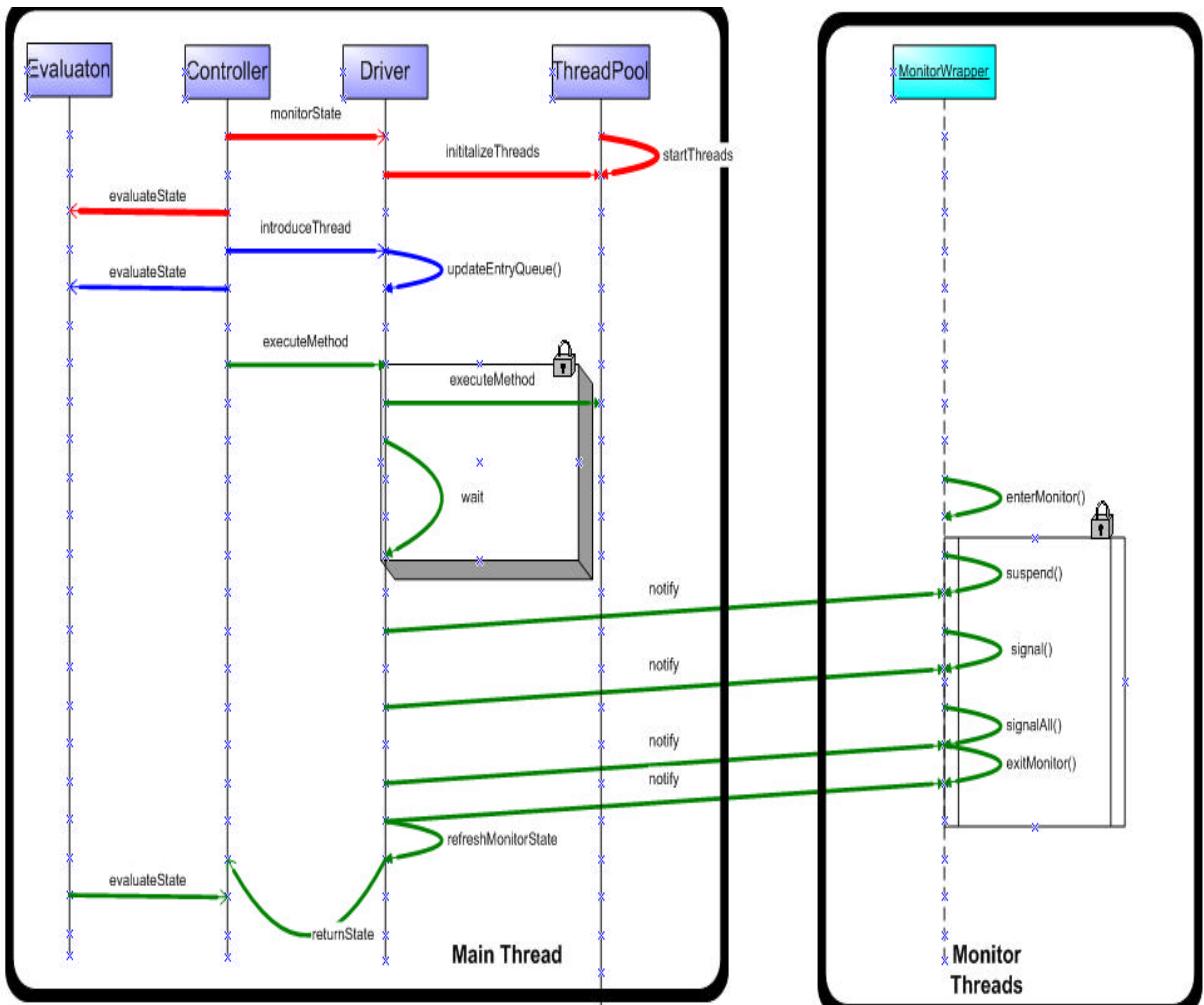 Evaluaton
Controller
Driver
ThreadPool
MonitorWrapper
monitorState
inititalizeThreads
startThreads
evaluateState
introduceThread
updateEntryQueue()
evaluateState
executeMethod
executeMethod
wait
enterMonitor()
suspend()
notify
signal()
notify
signalAll()
notify
exitMonitor()
notify
refreshMonitorState
evaluateState
returnState
Main Thread
Monitor
Threads